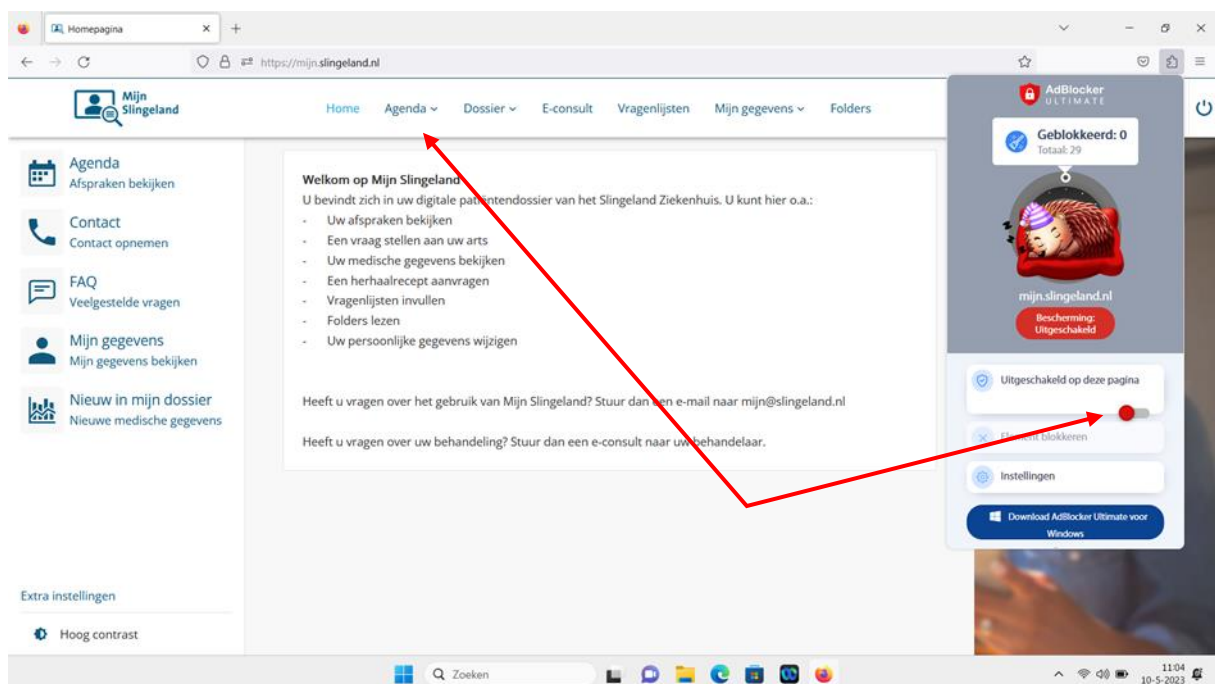 Homepagina
https://mijn.slingeland.nl
Mijn
Slingeland
Home Agenda Dossier E-consult Vragenlijsten Mijn gegevens Folders
Agenda
Afspraken bekijken
Contact
Contact opnemen
FAQ
Veelgestelde vragen
Mijn gegevens
Mijn gegevens bekijken
Nieuw in mijn dossier
Nieuwe medische gegevens
Extra instellingen
Hoog contrast
Welkom op Mijn Slingeland
U bevindt zich in uw digitale patiëntendossier van het Slingeland Ziekenhuis. U kunt hier o.a.:
- Uw afspraken bekijken
- Een vraag stellen aan uw arts
- Uw medische gegevens bekijken
- Een herhaalrecept aanvragen
- Vragenlijsten invullen
- Folders lezen
- Uw persoonlijke gegevens wijzigen
Heeft u vragen over het gebruik van Mijn Slingeland? Stuur dan een e-mail naar mijn@slingeland.nl
Heeft u vragen over uw behandeling? Stuur dan een e-consult naar uw behandelaar.
AdBlocker
ULTIMATE
Geblokkeerd: 0
Totaal: 29
mijn.slingeland.nl
Bescherming:
Uitgeschakeld
Uitgeschakeld op deze pagina
Element blokkeren
Instellingen
Download AdBlocker Ultimate voor
Windows
Zoeken
11:04
10-5-2023